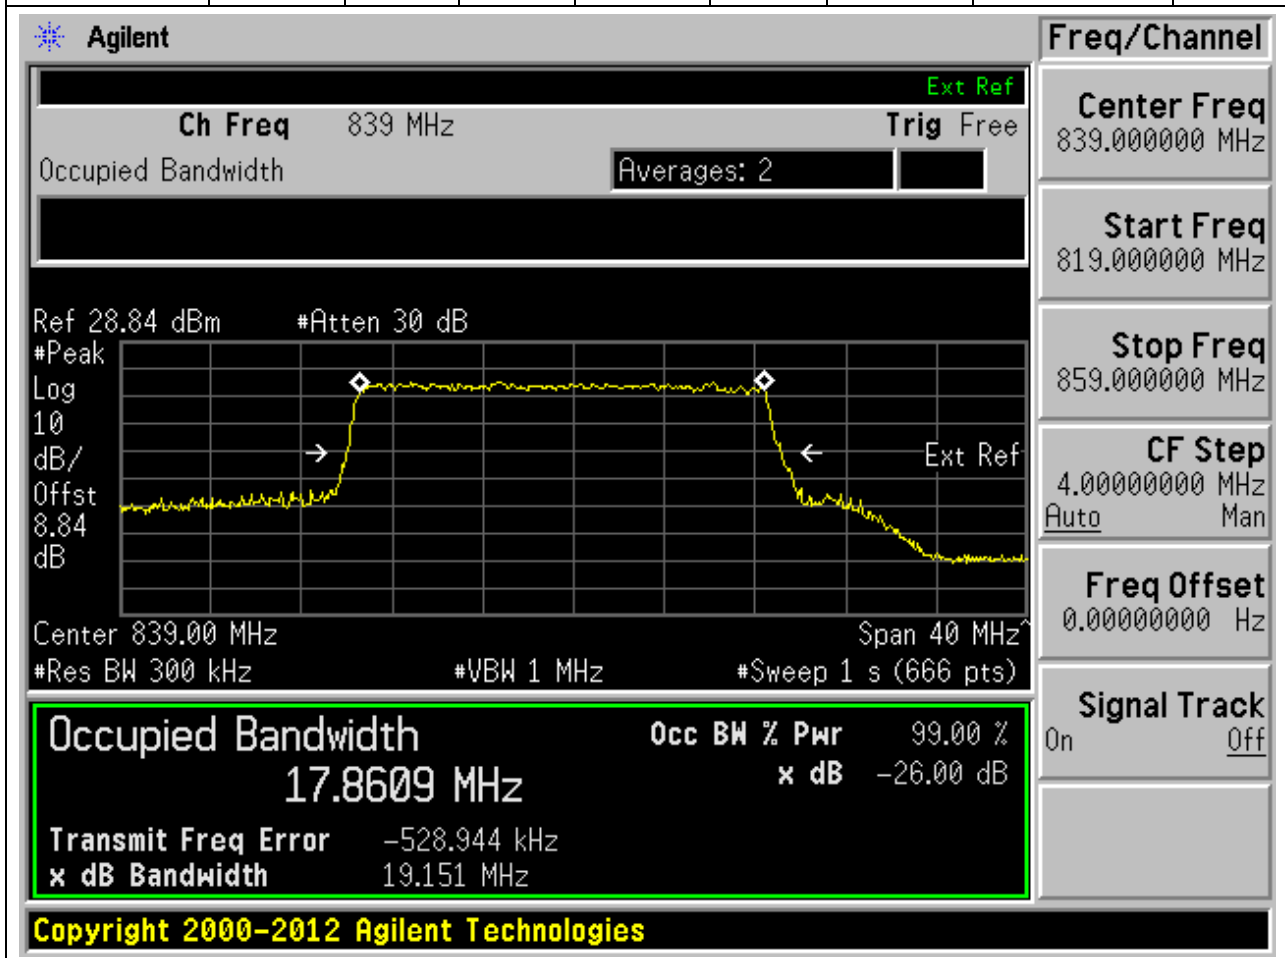 Agilent
Freq/Channel
Ext Ref
Ch Freq 839 MHz Trig Free
Occupied Bandwidth Averages: 2
Center Freq
839.000000 MHz
Start Freq
819.000000 MHz
Stop Freq
859.000000 MHz
CF Step
4.00000000 MHz
Auto Man
Freq Offset
0.00000000 Hz
Signal Track
On Off
Ref 28.84 dBm #Atten 30 dB
#Peak
Log
10
dB/
Offst
8.84
dB
Ext Ref
Center 839.00 MHz Span 40 MHz^
#Res BW 300 kHz #VBW 1 MHz #Sweep 1 s (666 pts)
Occupied Bandwidth Occ BW % Pwr 99.00 %
17.8609 MHz x dB -26.00 dB
Transmit Freq Error -528.944 kHz
x dB Bandwidth 19.151 MHz
Copyright 2000-2012 Agilent Technologies